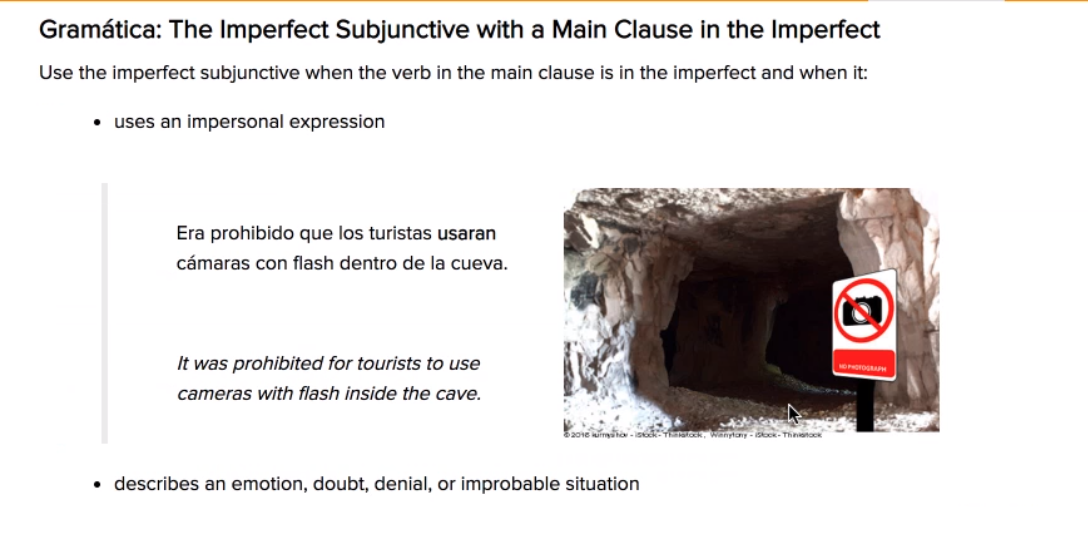 Gramática: The Imperfect Subjunctive with a Main Clause in the Imperfect
Use the imperfect subjunctive when the verb in the main clause is in the imperfect and when it:
• uses an impersonal expression
Era prohibido que los turistas usaran
cámaras con flash dentro de la cueva.
It was prohibited for tourists to use
cameras with flash inside the cave.
NO PHOTOGRAPH
- iStock - Thinkstock, Winnytony - iStock - Thinkstock
• describes an emotion, doubt, denial, or improbable situation